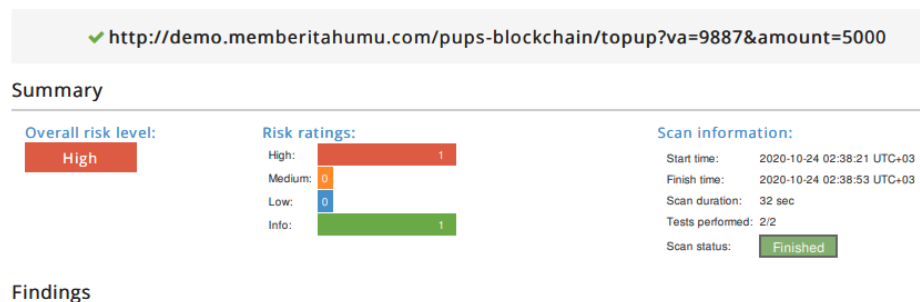 http://demo.memberitahumu.com/pups-blockchain/topup?va=9887&amount=5000
Summary
Overall risk level:
High
Risk ratings:
High: 1
Medium: 0
Low: 0
Info: 1
Scan information:
Start time: 2020-10-24 02:38:21 UTC+03
Finish time: 2020-10-24 02:38:53 UTC+03
Scan duration: 32 sec
Tests performed: 2/2
Scan status: Finished
Findings